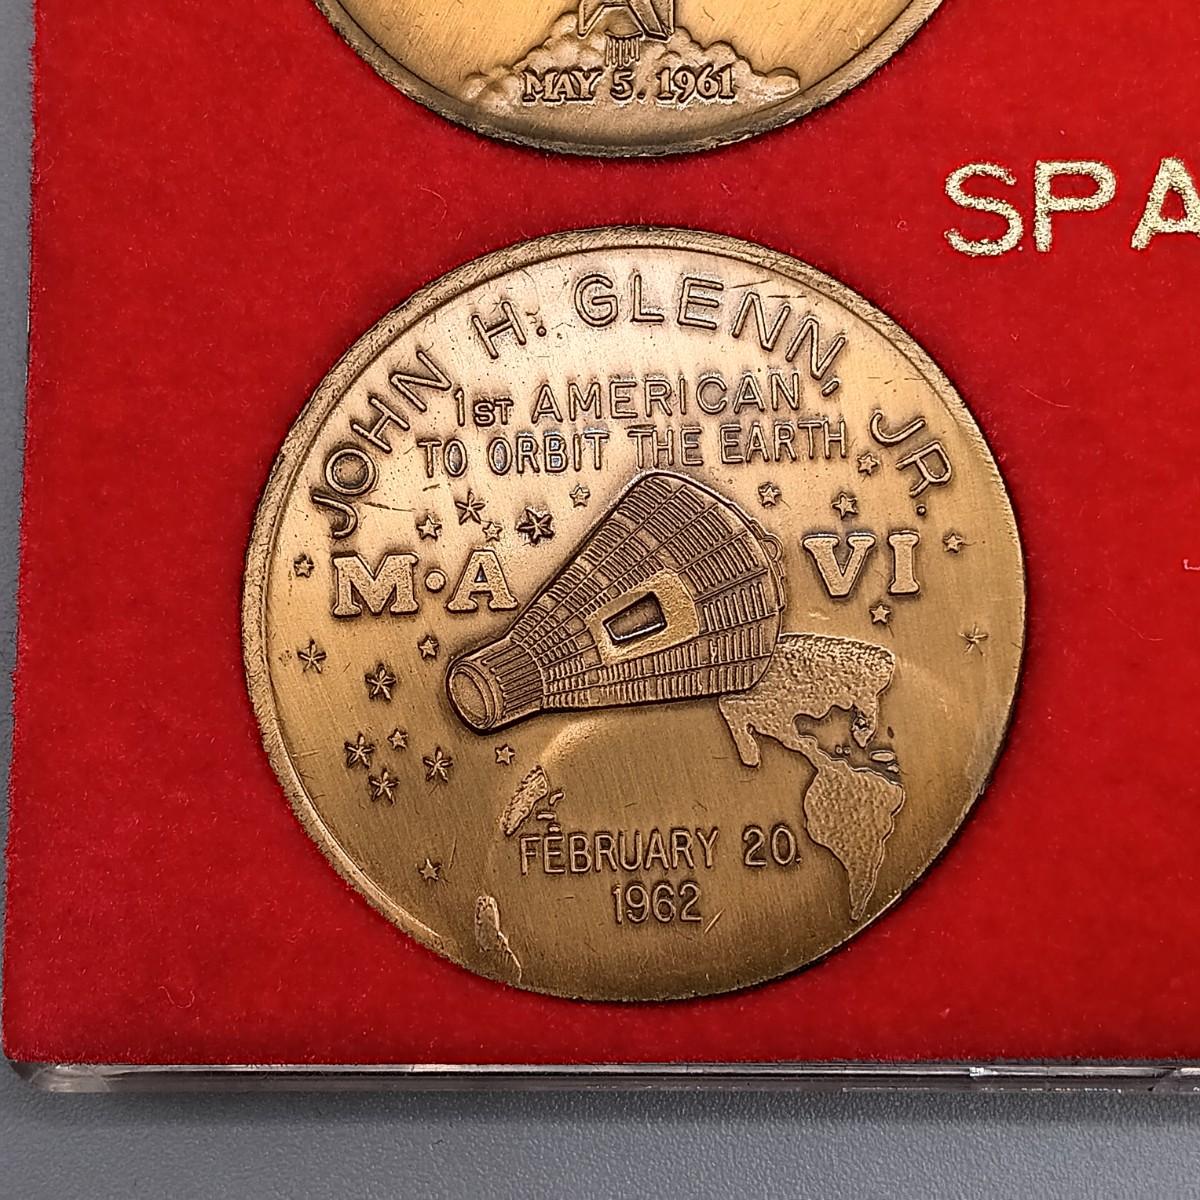 MAY 5. 1961
SPA
JOHN H. GLENN, JR.
1ST AMERICAN
TO ORBIT THE EARTH
M·A VI
FEBRUARY 20,
1962